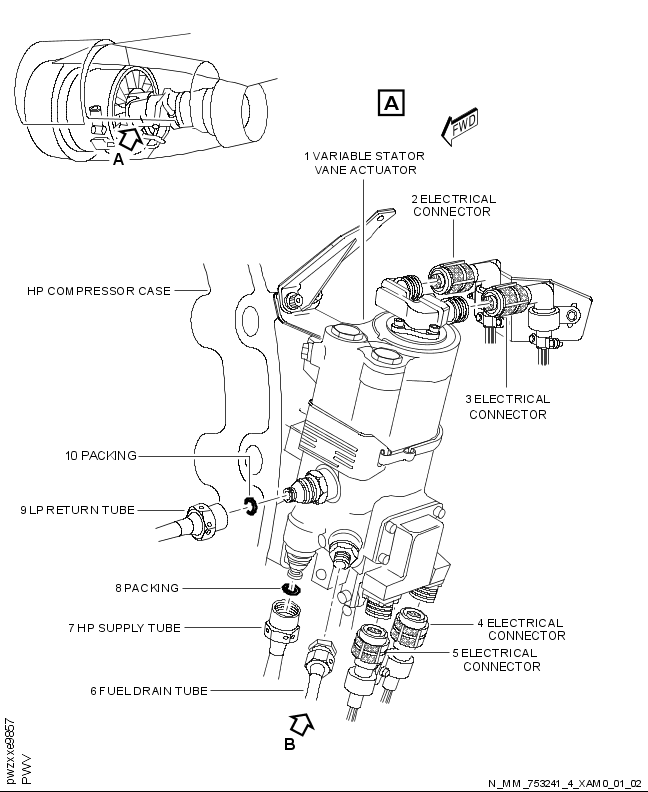 A
FWD
A
1 VARIABLE STATOR
VANE ACTUATOR
2 ELECTRICAL
CONNECTOR
HP COMPRESSOR CASE
3 ELECTRICAL
CONNECTOR
10 PACKING
9 LP RETURN TUBE
8 PACKING
7 HP SUPPLY TUBE
4 ELECTRICAL
CONNECTOR
5 ELECTRICAL
CONNECTOR
6 FUEL DRAIN TUBE
B
pwzxxe9857
PWV
N_MM_753241_4_XAM0_01_02